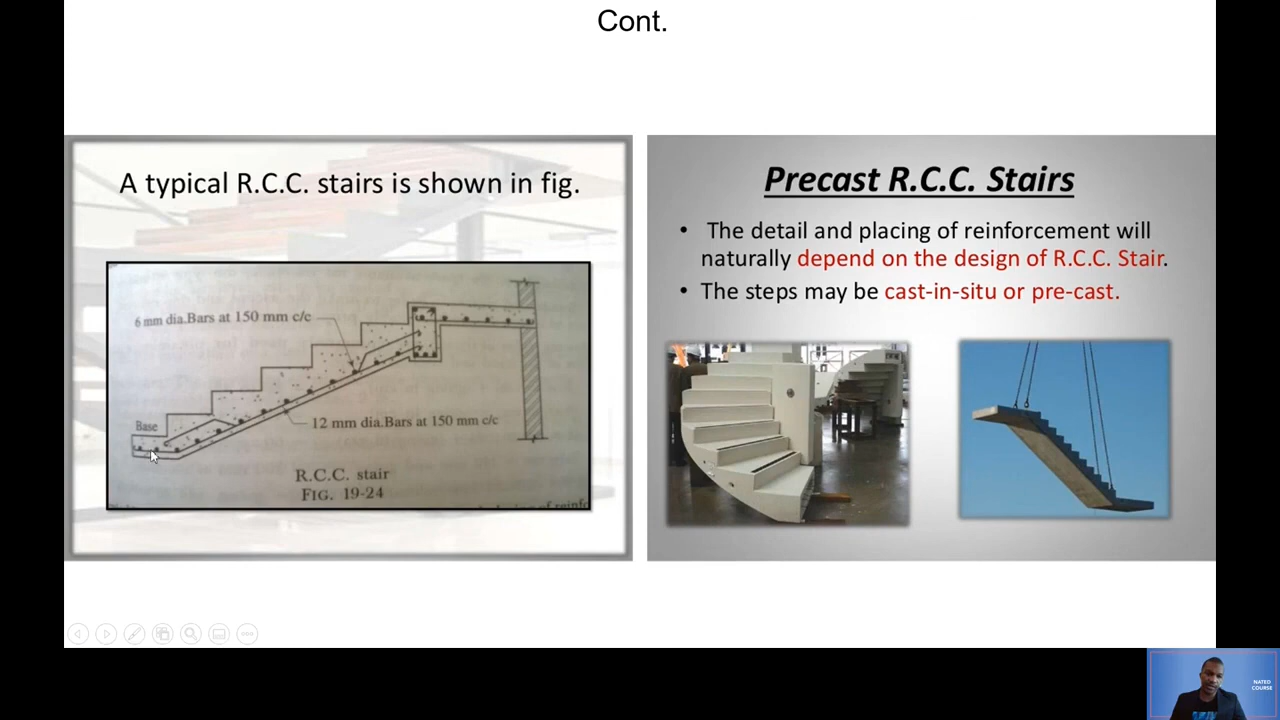 Cont.
A typical R.C.C. stairs is shown in fig.
6 mm dia.Bars at 150 mm c/c
Base
12 mm dia.Bars at 150 mm c/c
R.C.C. stair
FIG. 19-24
Precast R.C.C. Stairs
• The detail and placing of reinforcement will
naturally depend on the design of R.C.C. Stair.
• The steps may be cast-in-situ or pre-cast.
NATED
COURSE